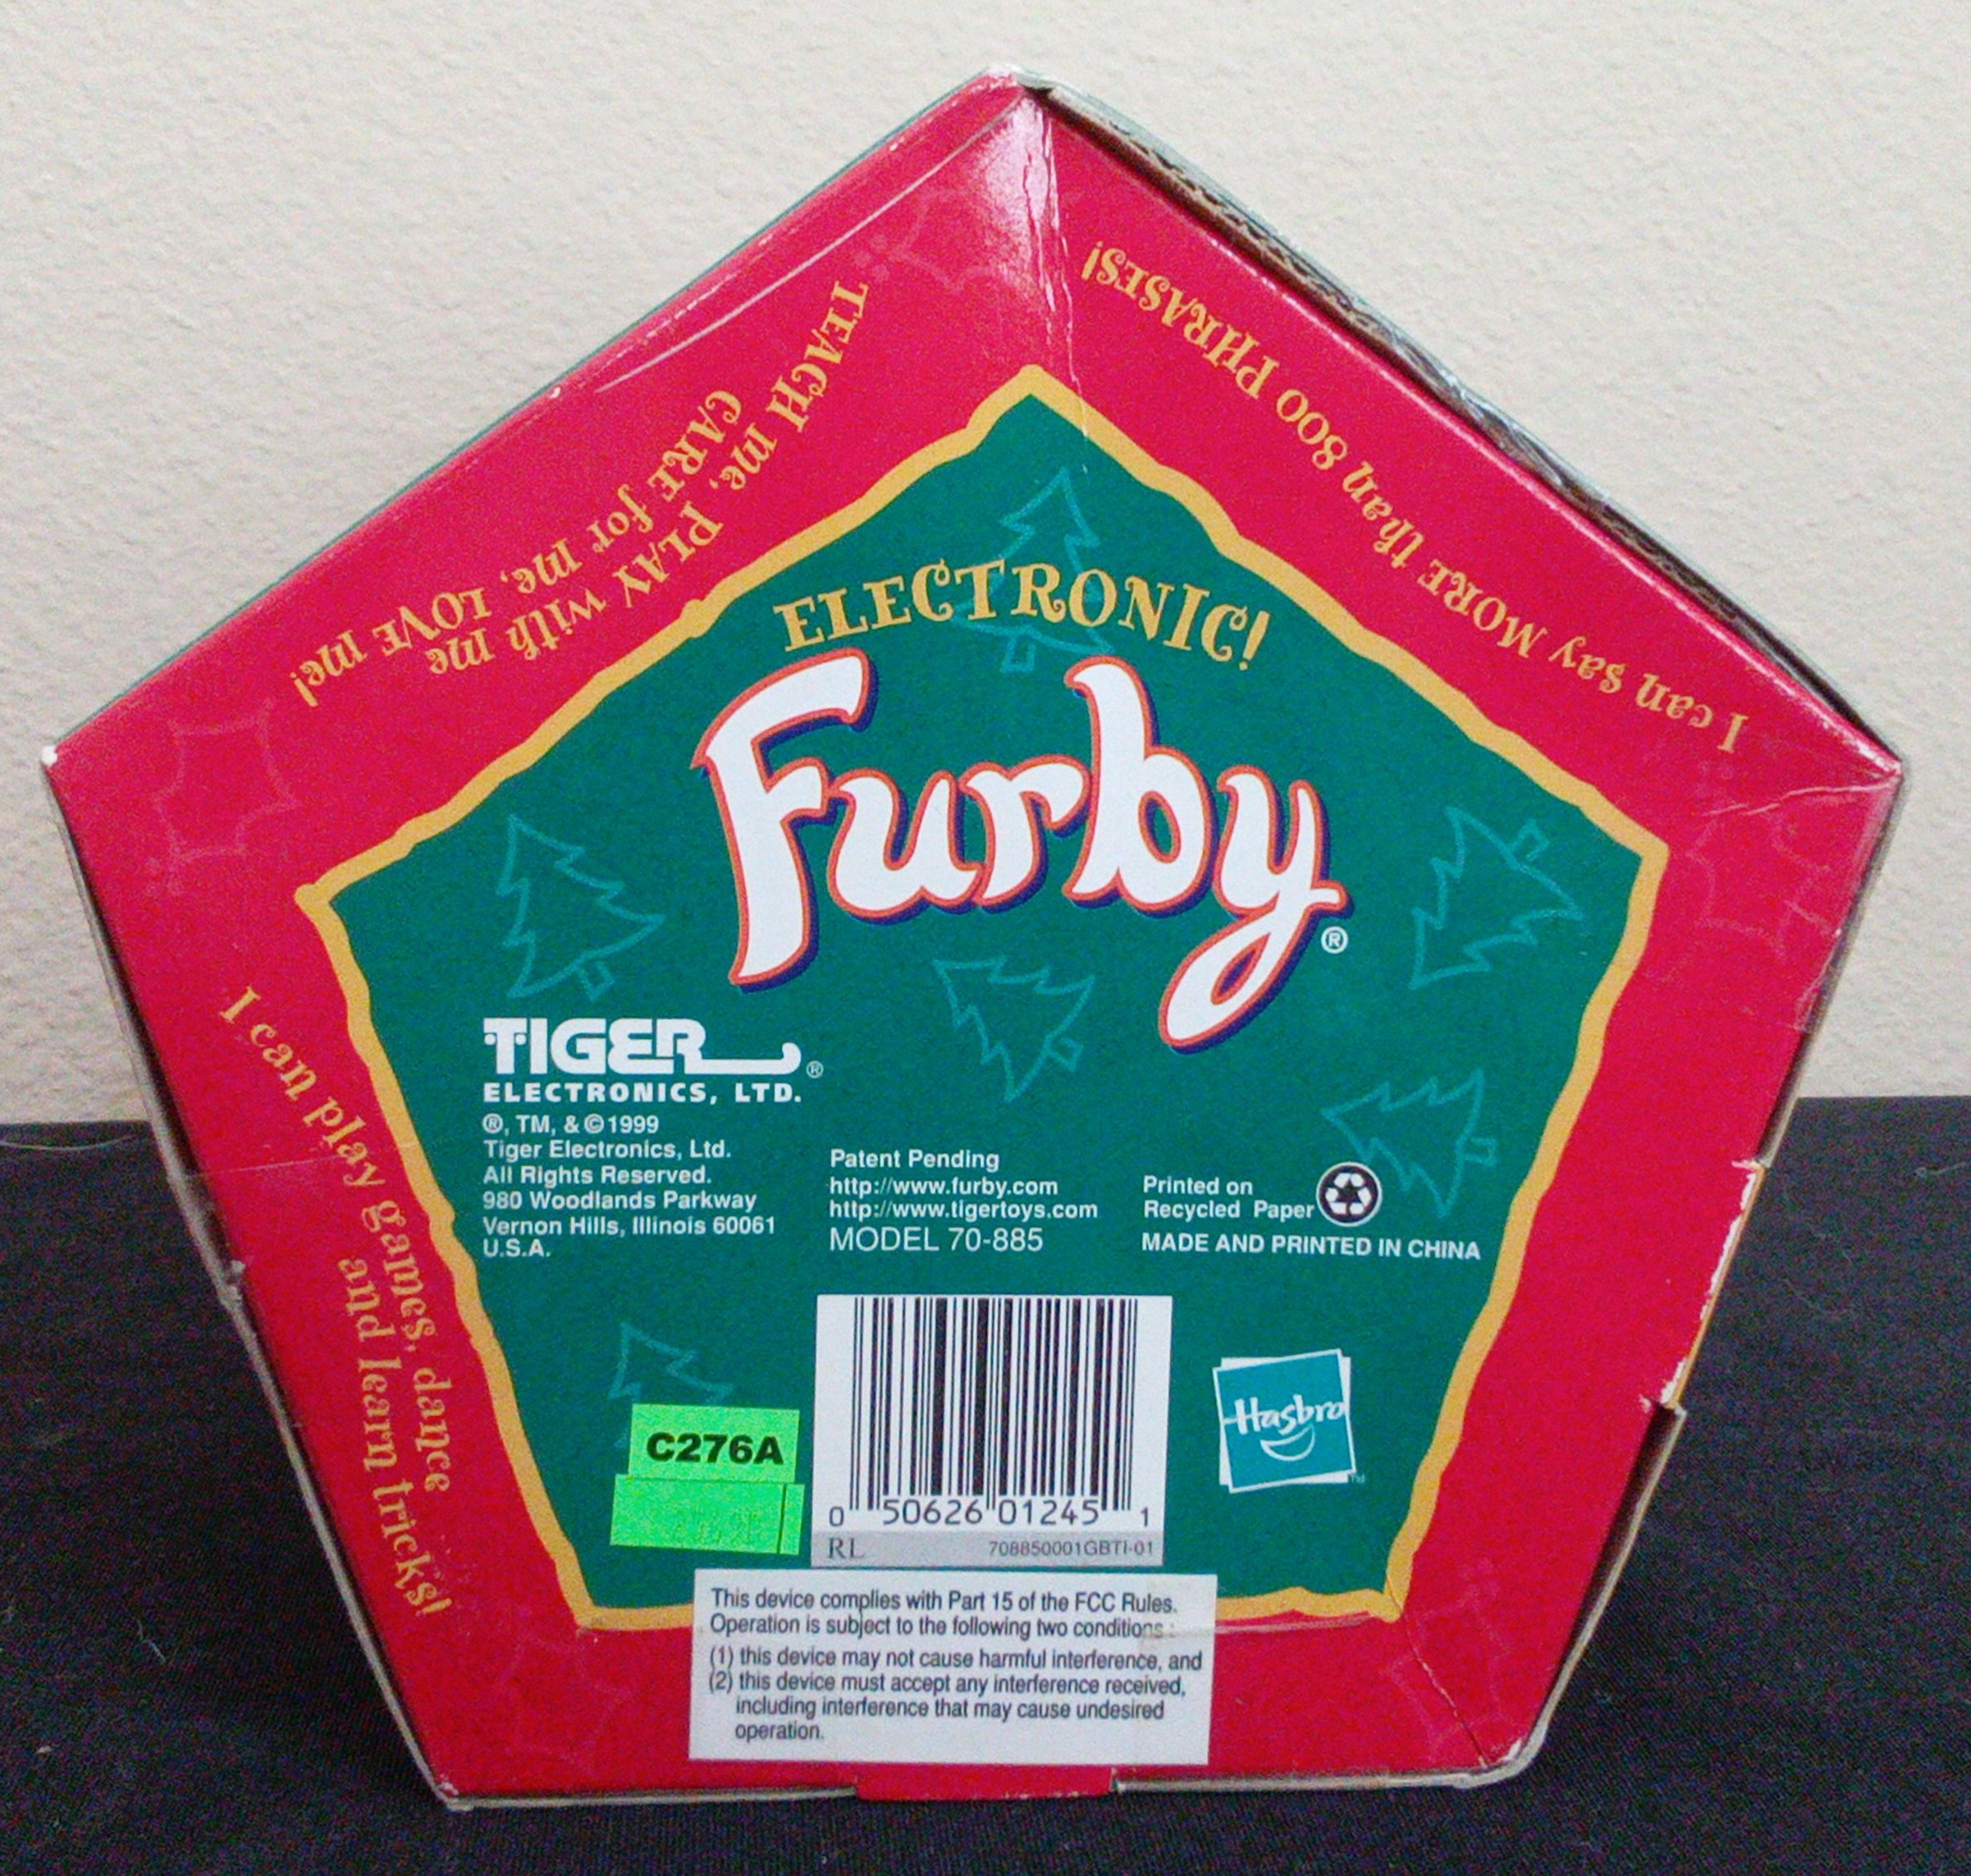 TEACH me, PLAY with me
CARE for me, LOVE me!
I can say MORE than 800 PHRASES!
ELECTRONIC!
Furby®
I can play games, dance
and learn tricks!
TIGER®
ELECTRONICS, LTD.
®, TM, & © 1999
Tiger Electronics, Ltd.
All Rights Reserved.
980 Woodlands Parkway
Vernon Hills, Illinois 60061
U.S.A.
Patent Pending
http://www.furby.com
http://www.tigertoys.com
MODEL 70-885
Printed on
Recycled Paper
MADE AND PRINTED IN CHINA
C276A
0 50626 01245 1
RL 708850001GBTI-01
Hasbro
TM
This device complies with Part 15 of the FCC Rules.
Operation is subject to the following two conditions :
(1) this device may not cause harmful interference, and
(2) this device must accept any interference received,
including interference that may cause undesired
operation.